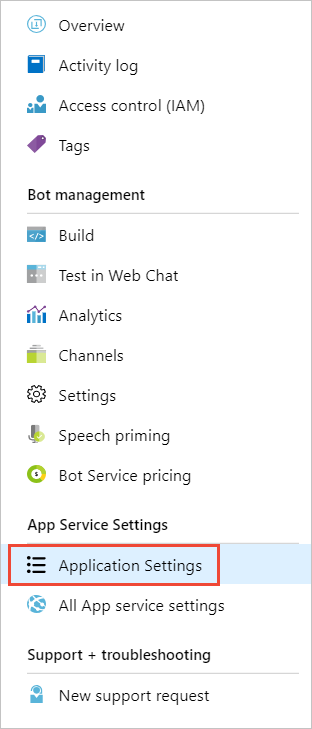 Overview
Activity log
Access control (IAM)
Tags
Bot management
Build
Test in Web Chat
Analytics
Channels
Settings
Speech priming
Bot Service pricing
App Service Settings
Application Settings
All App service settings
Support + troubleshooting
New support request